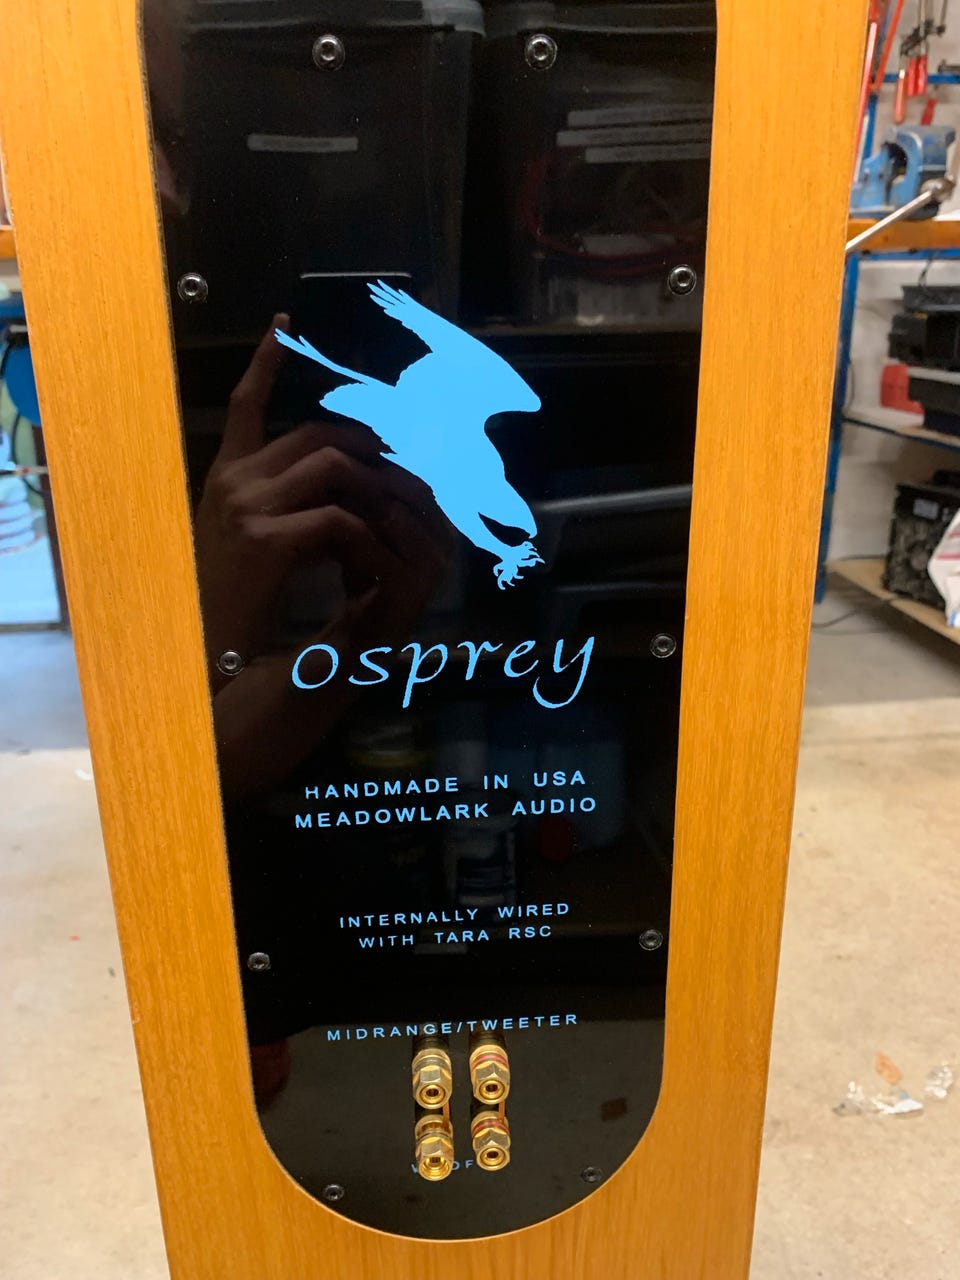 osprey
HANDMADE IN USA
MEADOWLARK AUDIO
INTERNALLY WIRED
WITH TARA RSC
MIDRANGE/TWEETER